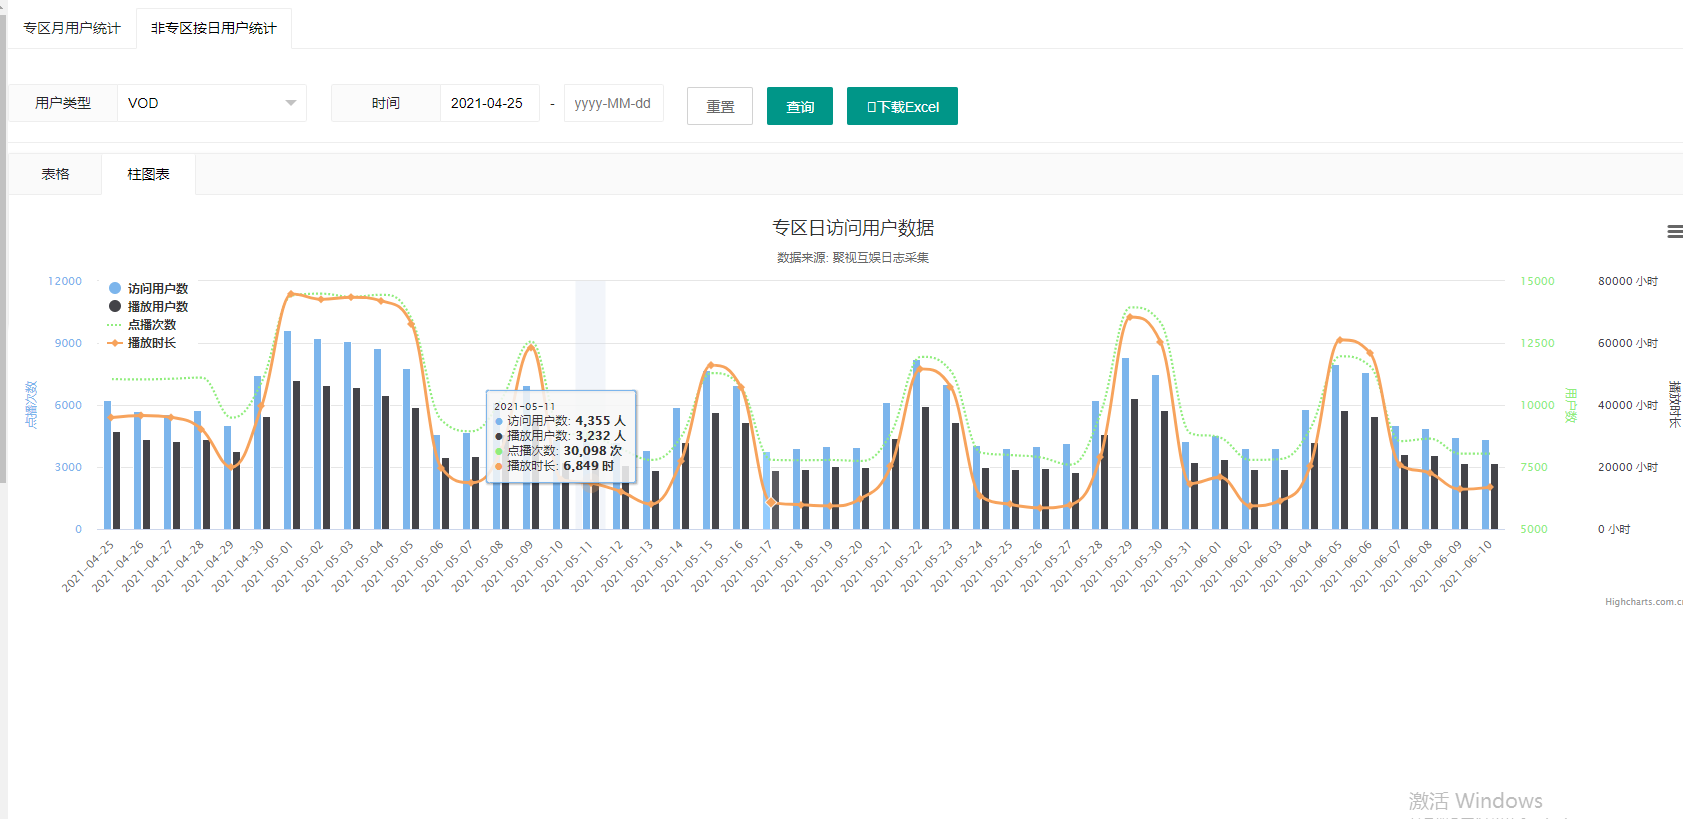 专区月用户统计 非专区按日用户统计
用户类型 VOD 时间 2021-04-25 - yyyy-MM-dd 重置 查询 下载Excel
表格 柱图表
专区日访问用户数据
数据来源: 聚视互娱日志采集
12000
9000
6000
3000
0
点播次数
访问用户数
播放用户数
点播次数
播放时长
2021-05-11
访问用户数: 4,355 人
播放用户数: 3,232 人
点播次数: 30,098 次
播放时长: 6,849 时
15000
12500
10000
7500
5000
用户数
80000 小时
60000 小时
40000 小时
20000 小时
0 小时
播放时长
2021-04-25
2021-04-26
2021-04-27
2021-04-28
2021-04-29
2021-04-30
2021-05-01
2021-05-02
2021-05-03
2021-05-04
2021-05-05
2021-05-06
2021-05-07
2021-05-08
2021-05-09
2021-05-10
2021-05-11
2021-05-12
2021-05-13
2021-05-14
2021-05-15
2021-05-16
2021-05-17
2021-05-18
2021-05-19
2021-05-20
2021-05-21
2021-05-22
2021-05-23
2021-05-24
2021-05-25
2021-05-26
2021-05-27
2021-05-28
2021-05-29
2021-05-30
2021-05-31
2021-06-01
2021-06-02
2021-06-03
2021-06-04
2021-06-05
2021-06-06
2021-06-07
2021-06-08
2021-06-09
2021-06-10
Highcharts.com.c
激活 Windows